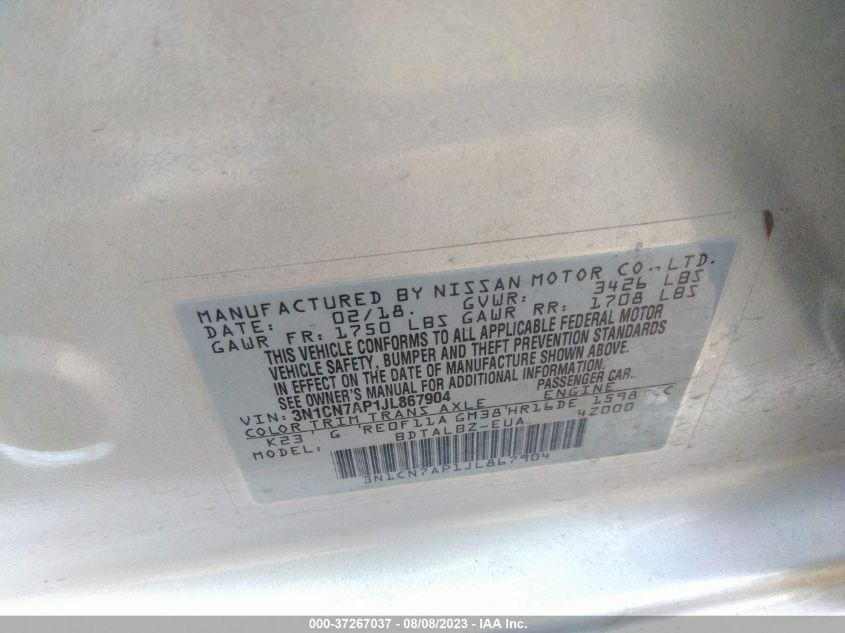 MANUFACTURED BY NISSAN MOTOR CO.,LTD.
DATE: 02/18. GVWR: 3426 LBS
GAWR FR: 1750 LBS GAWR RR: 1708 LBS
THIS VEHICLE CONFORMS TO ALL APPLICABLE FEDERAL MOTOR
VEHICLE SAFETY, BUMPER AND THEFT PREVENTION STANDARDS
IN EFFECT ON THE DATE OF MANUFACTURE SHOWN ABOVE.
SEE OWNER'S MANUAL FOR ADDITIONAL INFORMATION.
VIN: 3N1CN7AP1JL867904 PASSENGER CAR.
COLOR TRIM TRANS AXLE ENGINE
K23 G RE0F11A GM38 HR16DE 1598 CC
MODEL: BDTALBZ-EUA 4Z000
3N1CN7AP1JL867904
000-37267037 - 08/08/2023 - IAA Inc.